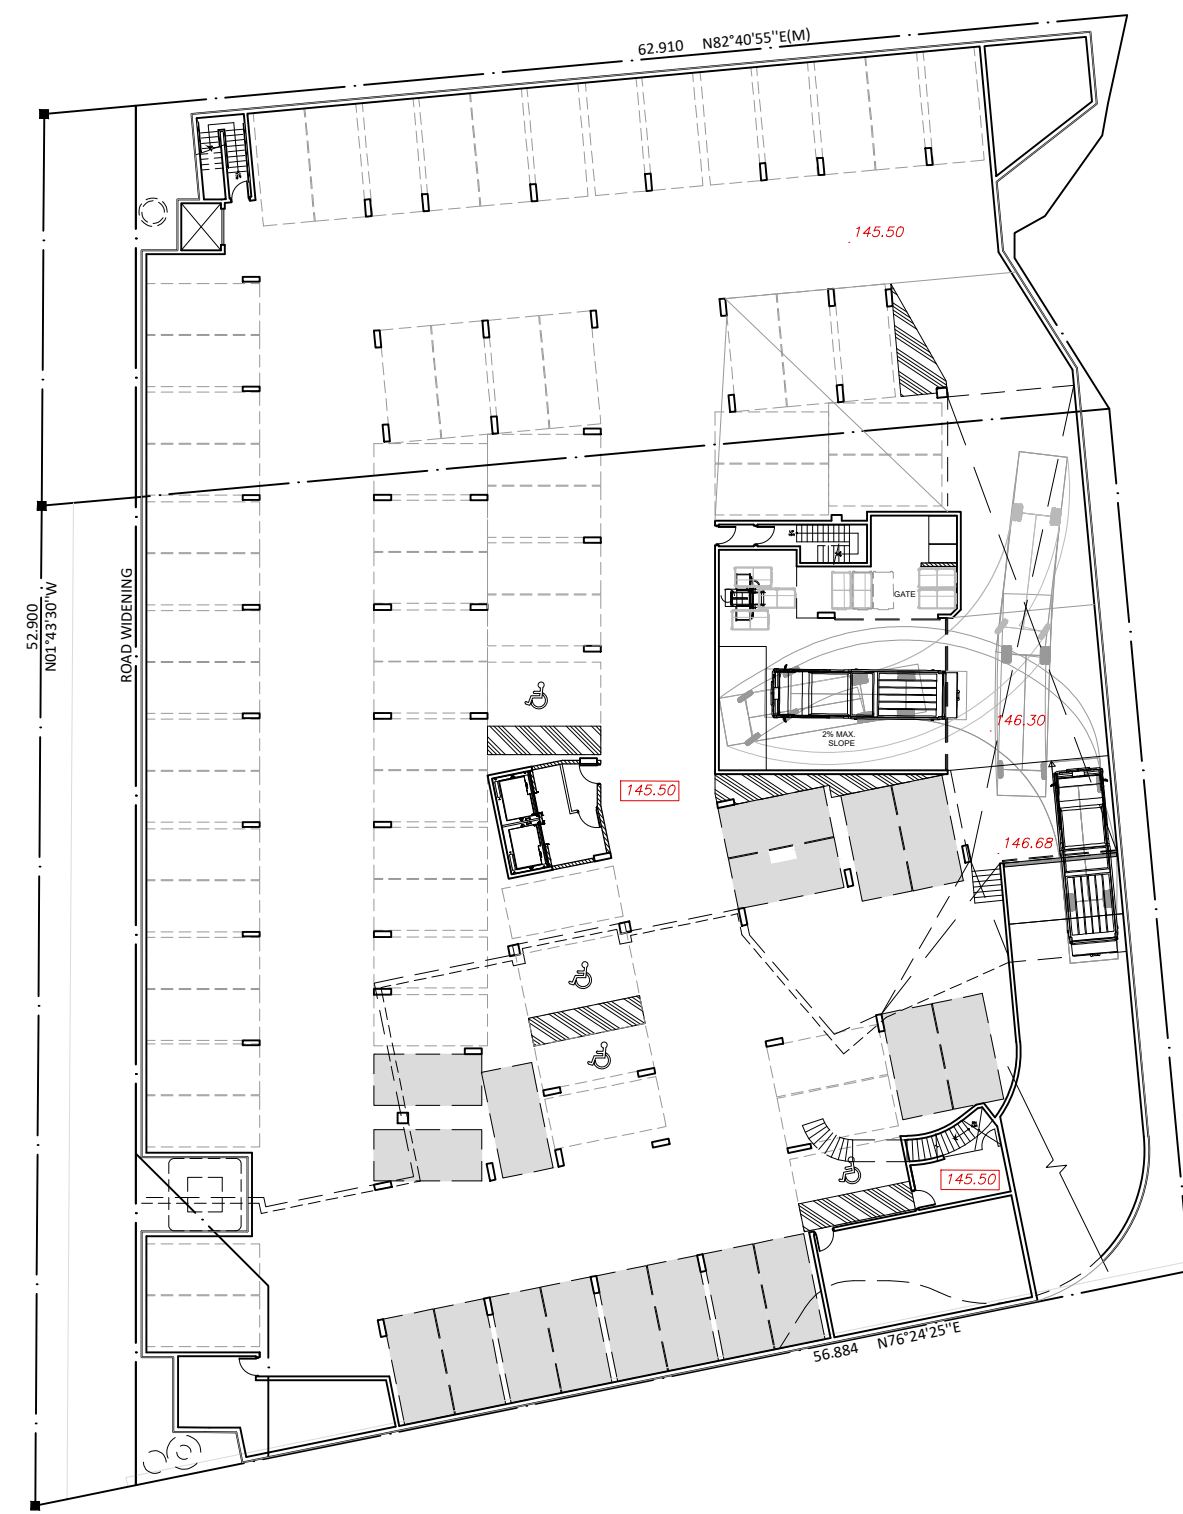 62.910 N82°40'55''E(M)
145.50
52.900
N01°43'30''W
ROAD WIDENING
GATE
146.30
2% MAX.
SLOPE
145.50
146.68
145.50
56.884 N76°24'25''E